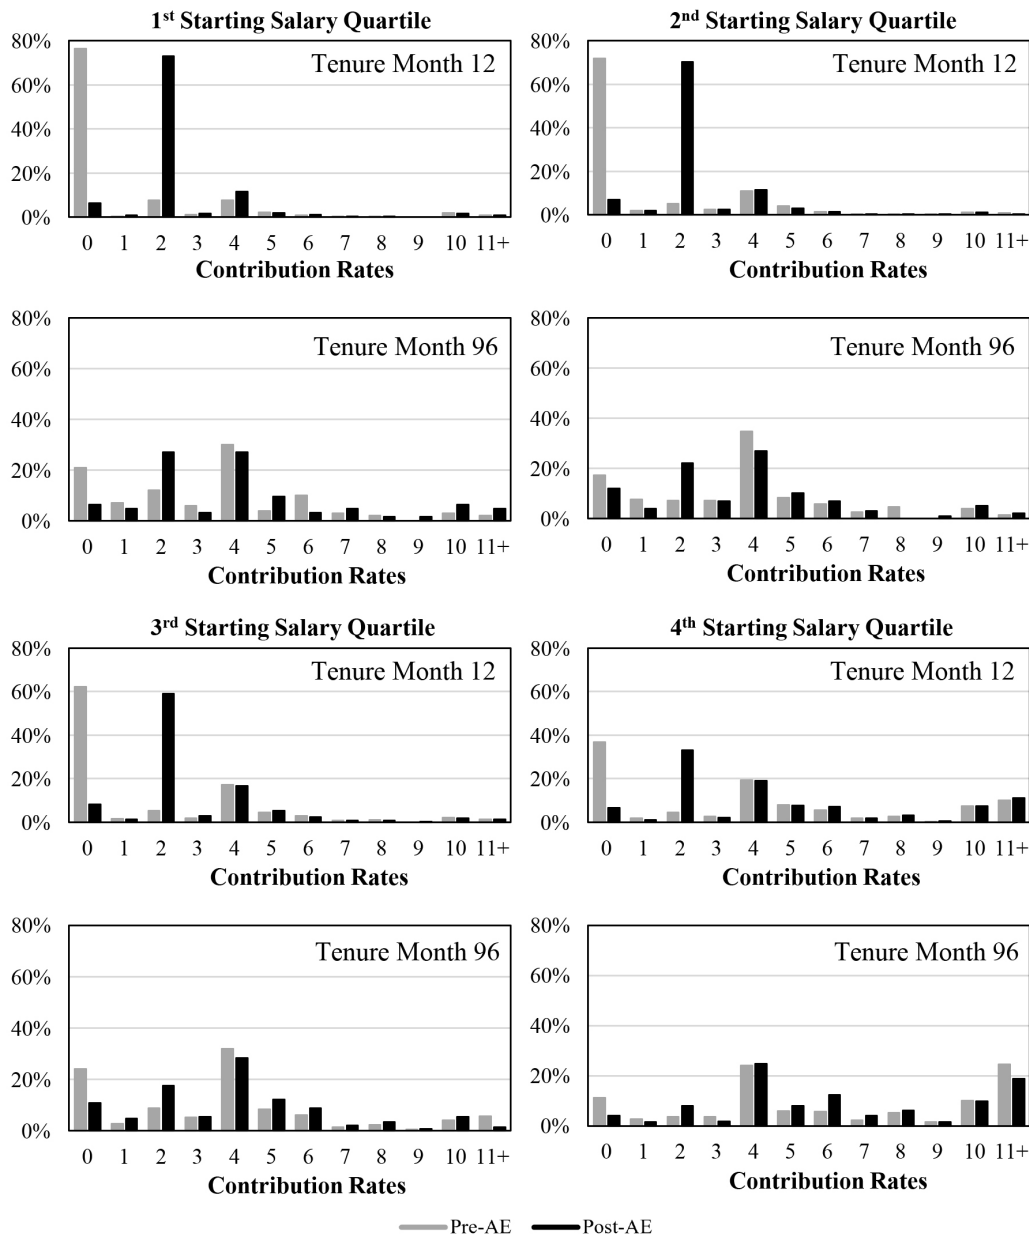 1st Starting Salary Quartile
80%
60%
40%
20%
0%
Tenure Month 12
0 1 2 3 4 5 6 7 8 9 10 11+
Contribution Rates
2nd Starting Salary Quartile
80%
60%
40%
20%
0%
Tenure Month 12
0 1 2 3 4 5 6 7 8 9 10 11+
Contribution Rates
80%
60%
40%
20%
0%
Tenure Month 96
0 1 2 3 4 5 6 7 8 9 10 11+
Contribution Rates
80%
60%
40%
20%
0%
Tenure Month 96
0 1 2 3 4 5 6 7 8 9 10 11+
Contribution Rates
3rd Starting Salary Quartile
80%
60%
40%
20%
0%
Tenure Month 12
0 1 2 3 4 5 6 7 8 9 10 11+
Contribution Rates
4th Starting Salary Quartile
80%
60%
40%
20%
0%
Tenure Month 12
0 1 2 3 4 5 6 7 8 9 10 11+
Contribution Rates
80%
60%
40%
20%
0%
Tenure Month 96
0 1 2 3 4 5 6 7 8 9 10 11+
Contribution Rates
80%
60%
40%
20%
0%
Tenure Month 96
0 1 2 3 4 5 6 7 8 9 10 11+
Contribution Rates
Pre-AE Post-AE